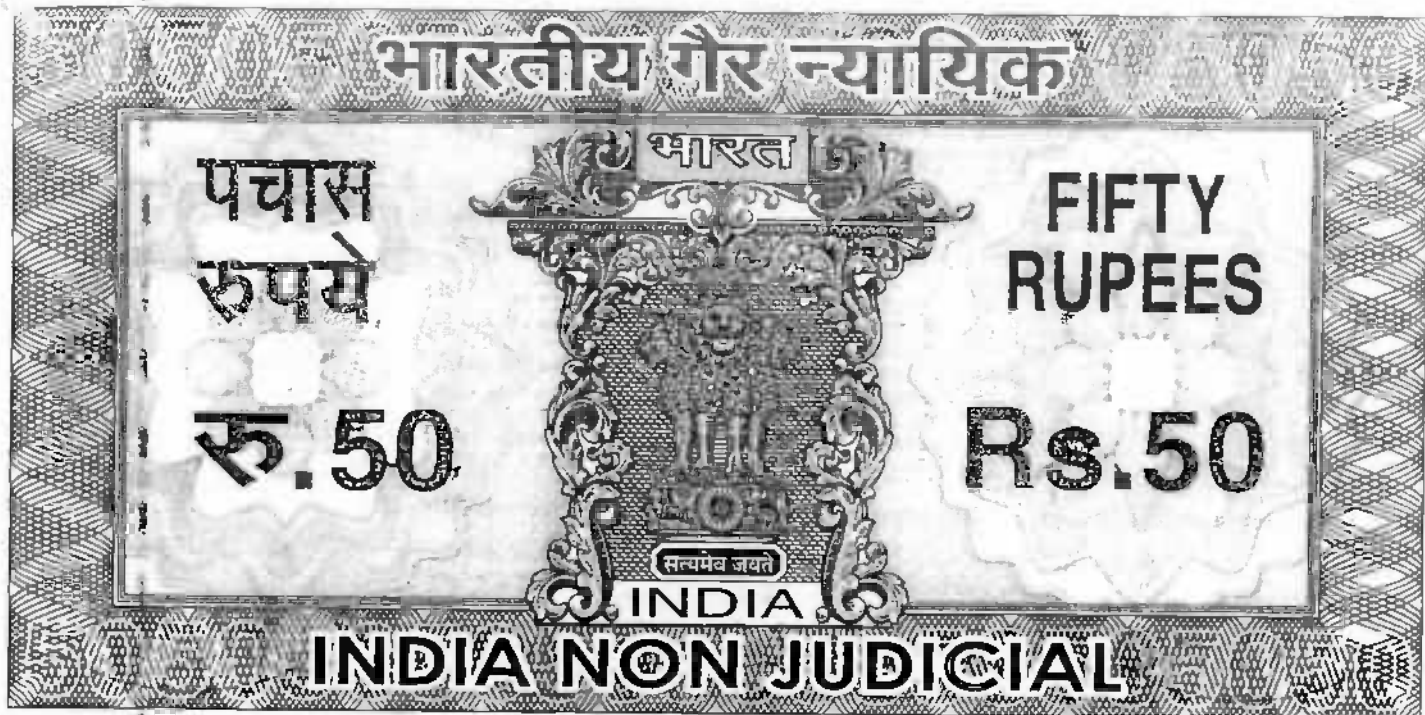 भारतीय गैर न्यायिक
भारत
पचास
रुपये
रु.50
FIFTY
RUPEES
Rs.50
सत्यमेव जयते
INDIA
INDIA NON JUDICIAL